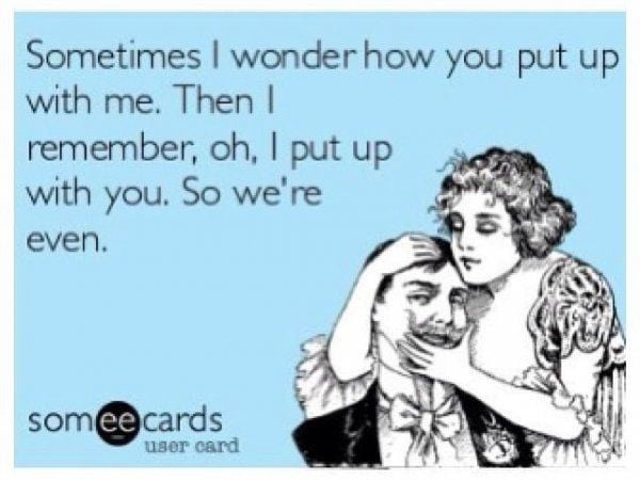 Sometimes I wonder how you put up
with me. Then I
remember, oh, I put up
with you. So we're
even.
someecards
user card